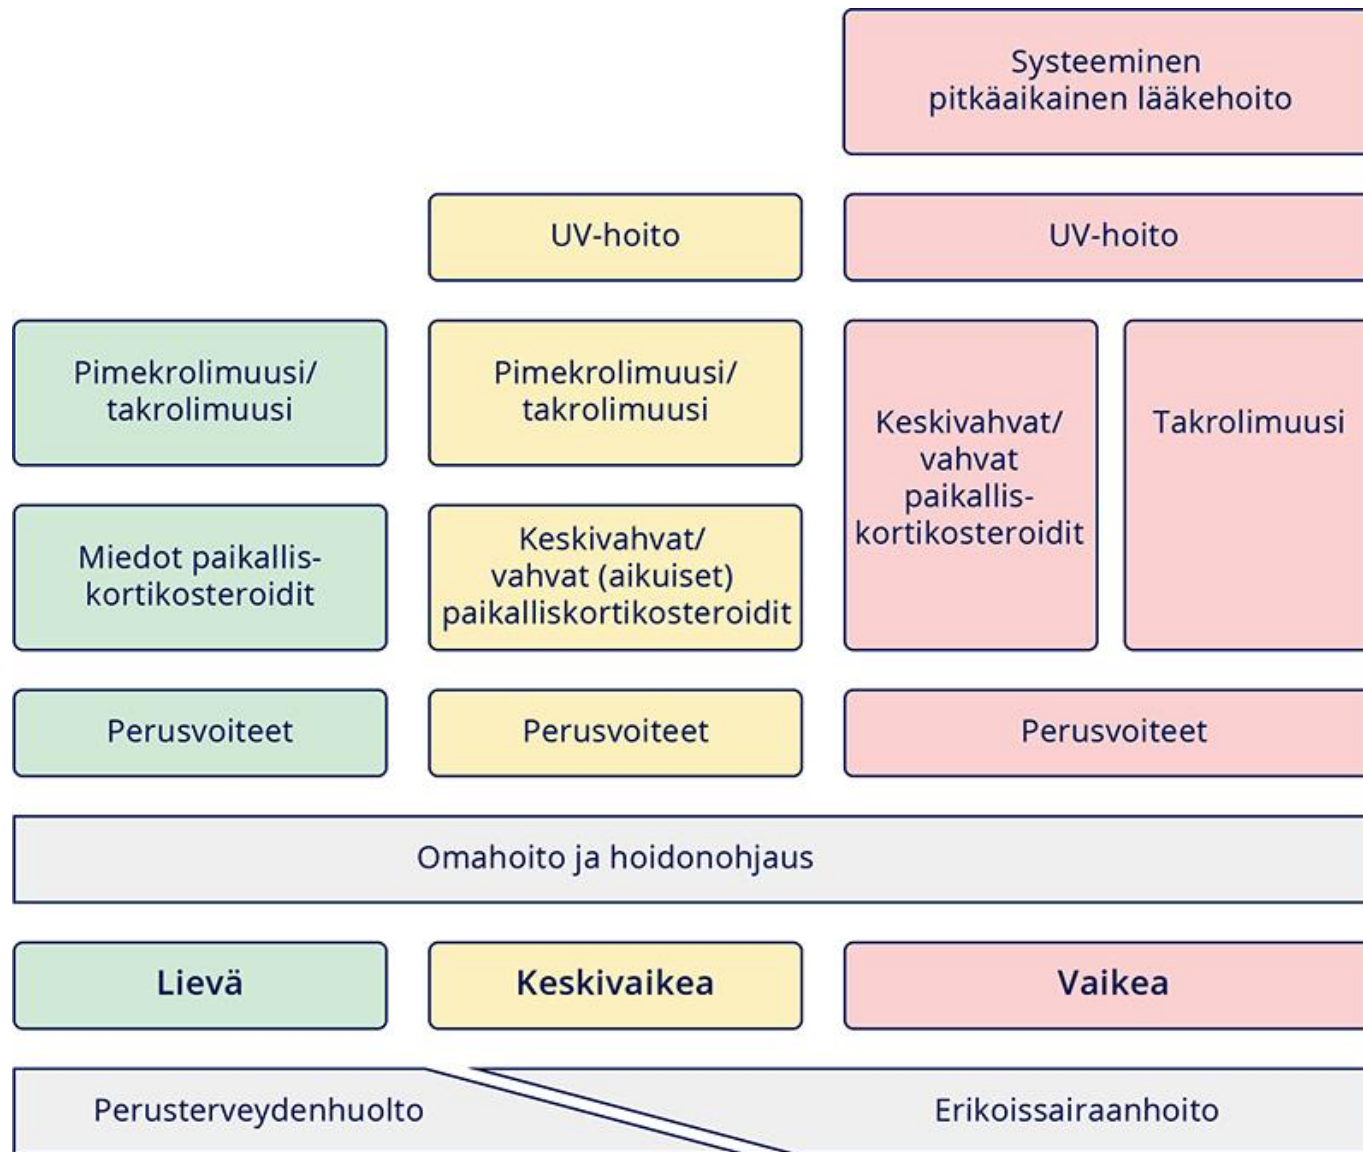 Systeeminen
pitkäaikainen lääkehoito
UV-hoito
UV-hoito
Pimekrolimuusi/
takrolimuusi
Pimekrolimuusi/
takrolimuusi
Keskivahvat/
vahvat
paikallis-
kortikosteroidit
Takrolimuusi
Miedot paikallis-
kortikosteroidit
Keskivahvat/
vahvat (aikuiset)
paikalliskortikosteroidit
Perusvoiteet
Perusvoiteet
Perusvoiteet
Omahoito ja hoidonohjaus
Lievä
Keskivaikea
Vaikea
Perusterveydenhuolto
Erikoissairaanhoito